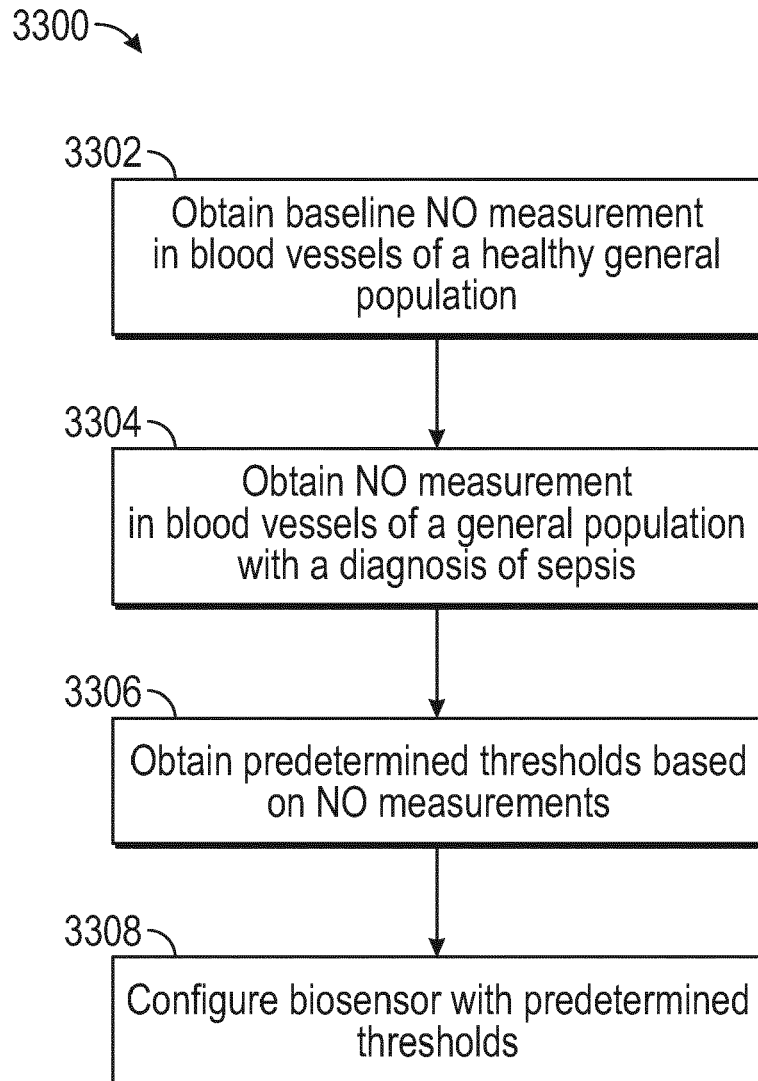 3300
3302
Obtain baseline NO measurement
in blood vessels of a healthy general
population
3304
Obtain NO measurement
in blood vessels of a general population
with a diagnosis of sepsis
3306
Obtain predetermined thresholds based
on NO measurements
3308
Configure biosensor with predetermined
thresholds